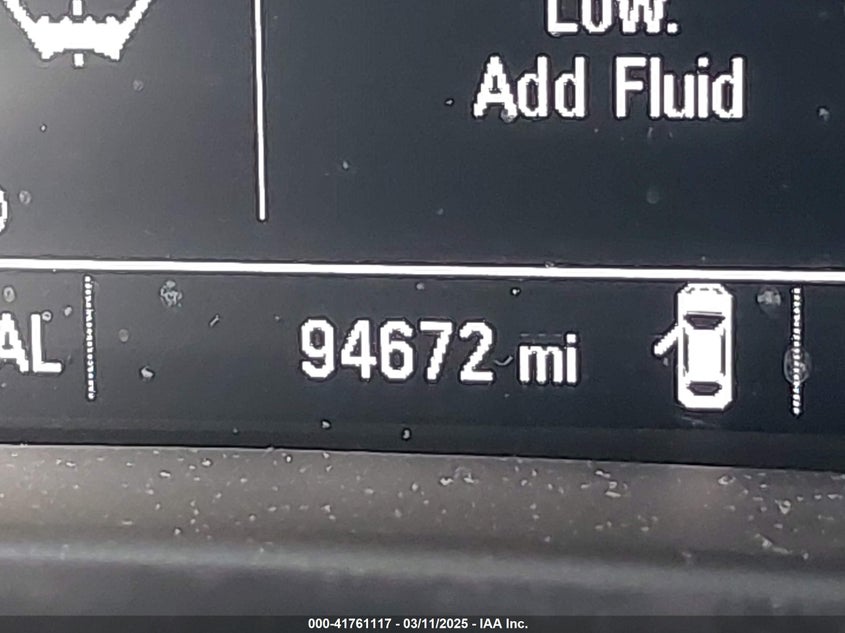 Low.
Add Fluid
AL
94672 mi
000-41761117 - 03/11/2025 - IAA Inc.